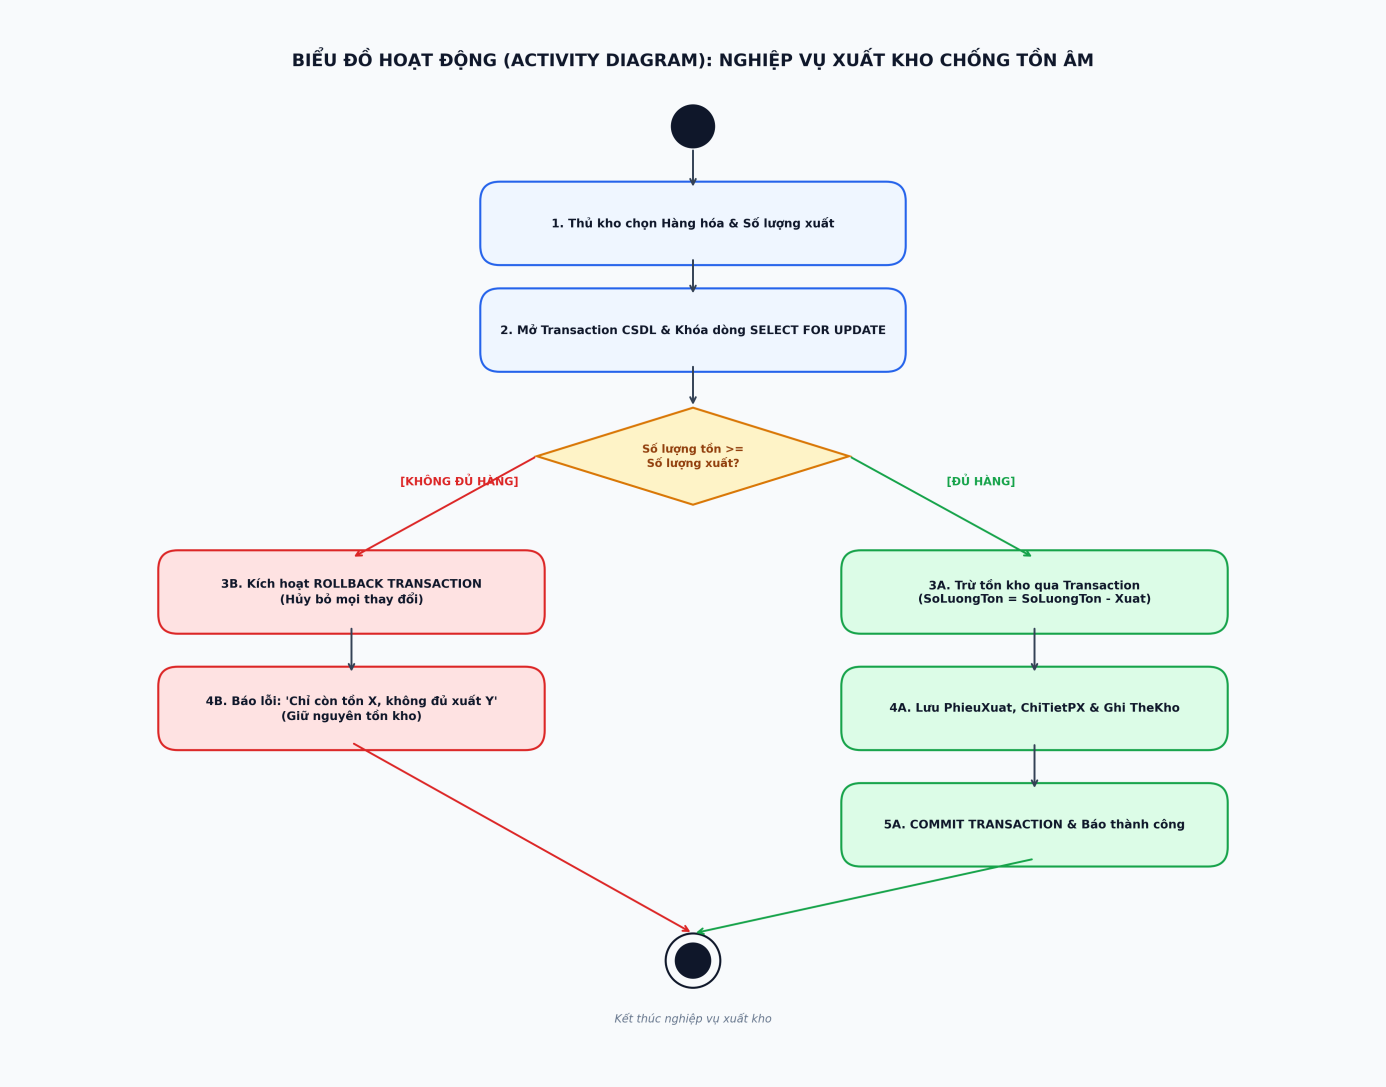 BIỂU ĐỒ HOẠT ĐỘNG (ACTIVITY DIAGRAM): NGHIỆP VỤ XUẤT KHO CHỐNG TỒN ÂM
1. Thủ kho chọn Hàng hóa & Số lượng xuất
2. Mở Transaction CSDL & Khóa dòng SELECT FOR UPDATE
Số lượng tồn >=
Số lượng xuất?
[KHÔNG ĐỦ HÀNG]
[ĐỦ HÀNG]
3B. Kích hoạt ROLLBACK TRANSACTION
(Hủy bỏ mọi thay đổi)
3A. Trừ tồn kho qua Transaction
(SoLuongTon = SoLuongTon - Xuat)
4B. Báo lỗi: 'Chỉ còn tồn X, không đủ xuất Y'
(Giữ nguyên tồn kho)
4A. Lưu PhieuXuat, ChiTietPX & Ghi TheKho
5A. COMMIT TRANSACTION & Báo thành công
Kết thúc nghiệp vụ xuất kho